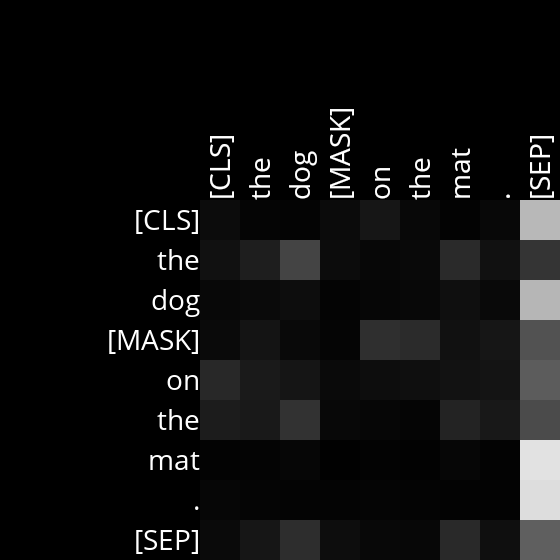 [CLS]
the
dog
[MASK]
on
the
mat
.
[SEP]
[CLS]
the
dog
[MASK]
on
the
mat
.
[SEP]